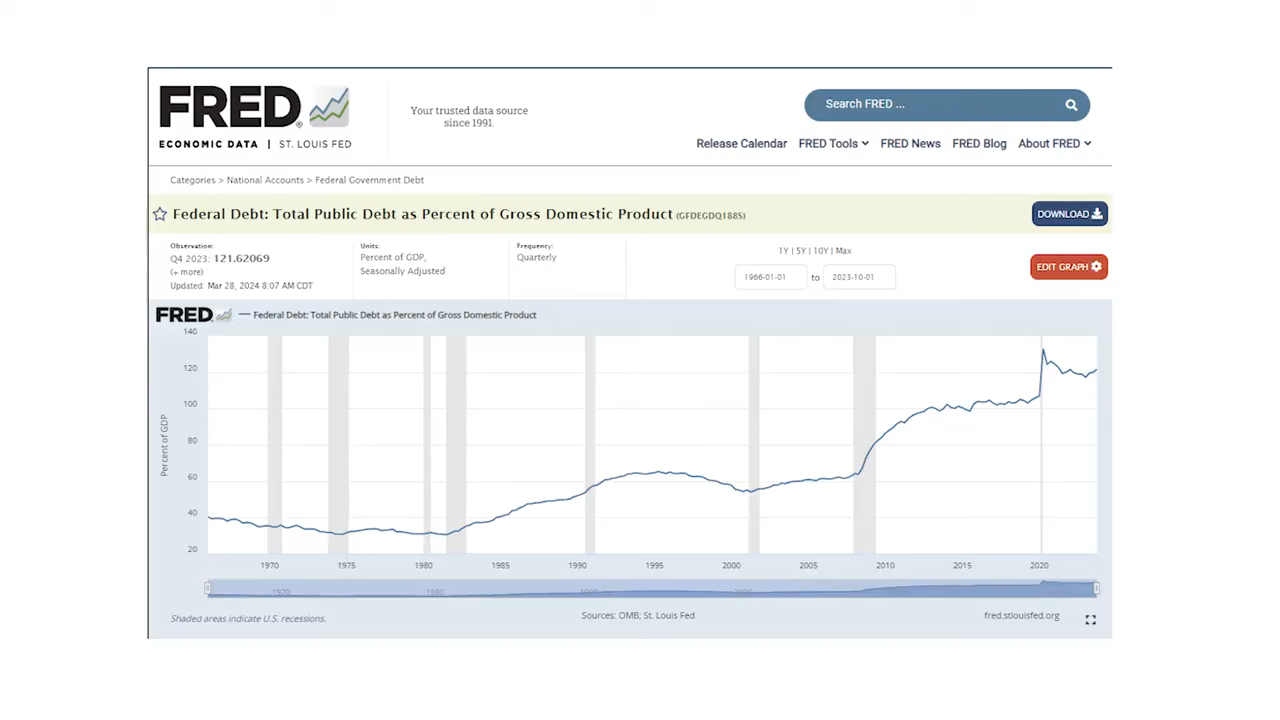 FRED®
ECONOMIC DATA | ST. LOUIS FED
Your trusted data source
since 1991.
Search FRED ...
Release Calendar FRED Tools FRED News FRED Blog About FRED
Categories > National Accounts > Federal Government Debt
Federal Debt: Total Public Debt as Percent of Gross Domestic Product (GFDEGDQ188S)
DOWNLOAD
Observation:
Q4 2023: 121.62069
(+ more)
Updated: Mar 28, 2024 8:07 AM CDT
Units:
Percent of GDP,
Seasonally Adjusted
Frequency:
Quarterly
1Y | 5Y | 10Y | Max
1966-01-01 to 2023-10-01
EDIT GRAPH
FRED — Federal Debt: Total Public Debt as Percent of Gross Domestic Product
140
120
100
80
60
40
20
Percent of GDP
1970 1975 1980 1985 1990 1995 2000 2005 2010 2015 2020
1970 1980 1990 2000
Shaded areas indicate U.S. recessions.
Sources: OMB; St. Louis Fed
fred.stlouisfed.org